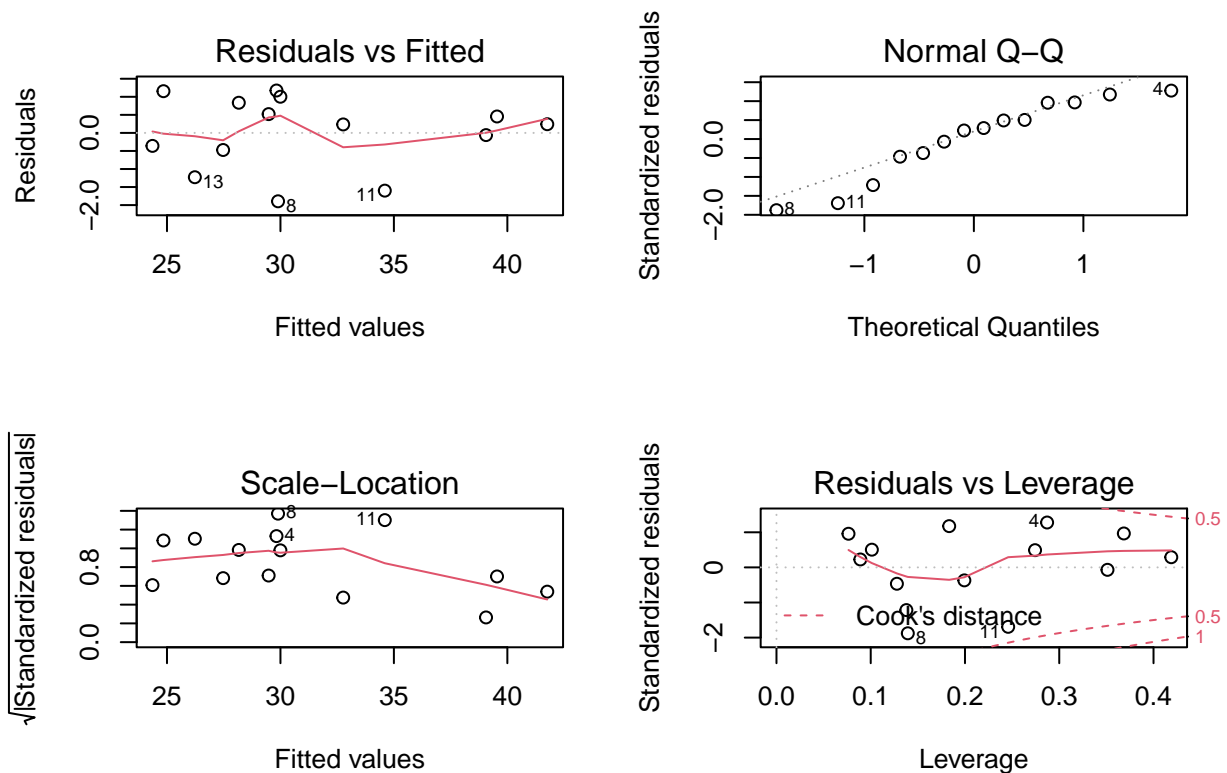 Residuals vs Fitted
Residuals
0.0
−2.0
13
8
11
25 30 35 40
Fitted values
Normal Q−Q
Standardized residuals
0.0
−2.0
8
11
4
−1 0 1
Theoretical Quantiles
Scale−Location
√|Standardized residuals|
0.8
0.0
8
4
11
25 30 35 40
Fitted values
Residuals vs Leverage
Standardized residuals
0
−2
4
0.5
Cook's distance
8
11
0.5
1
0.0 0.1 0.2 0.3 0.4
Leverage